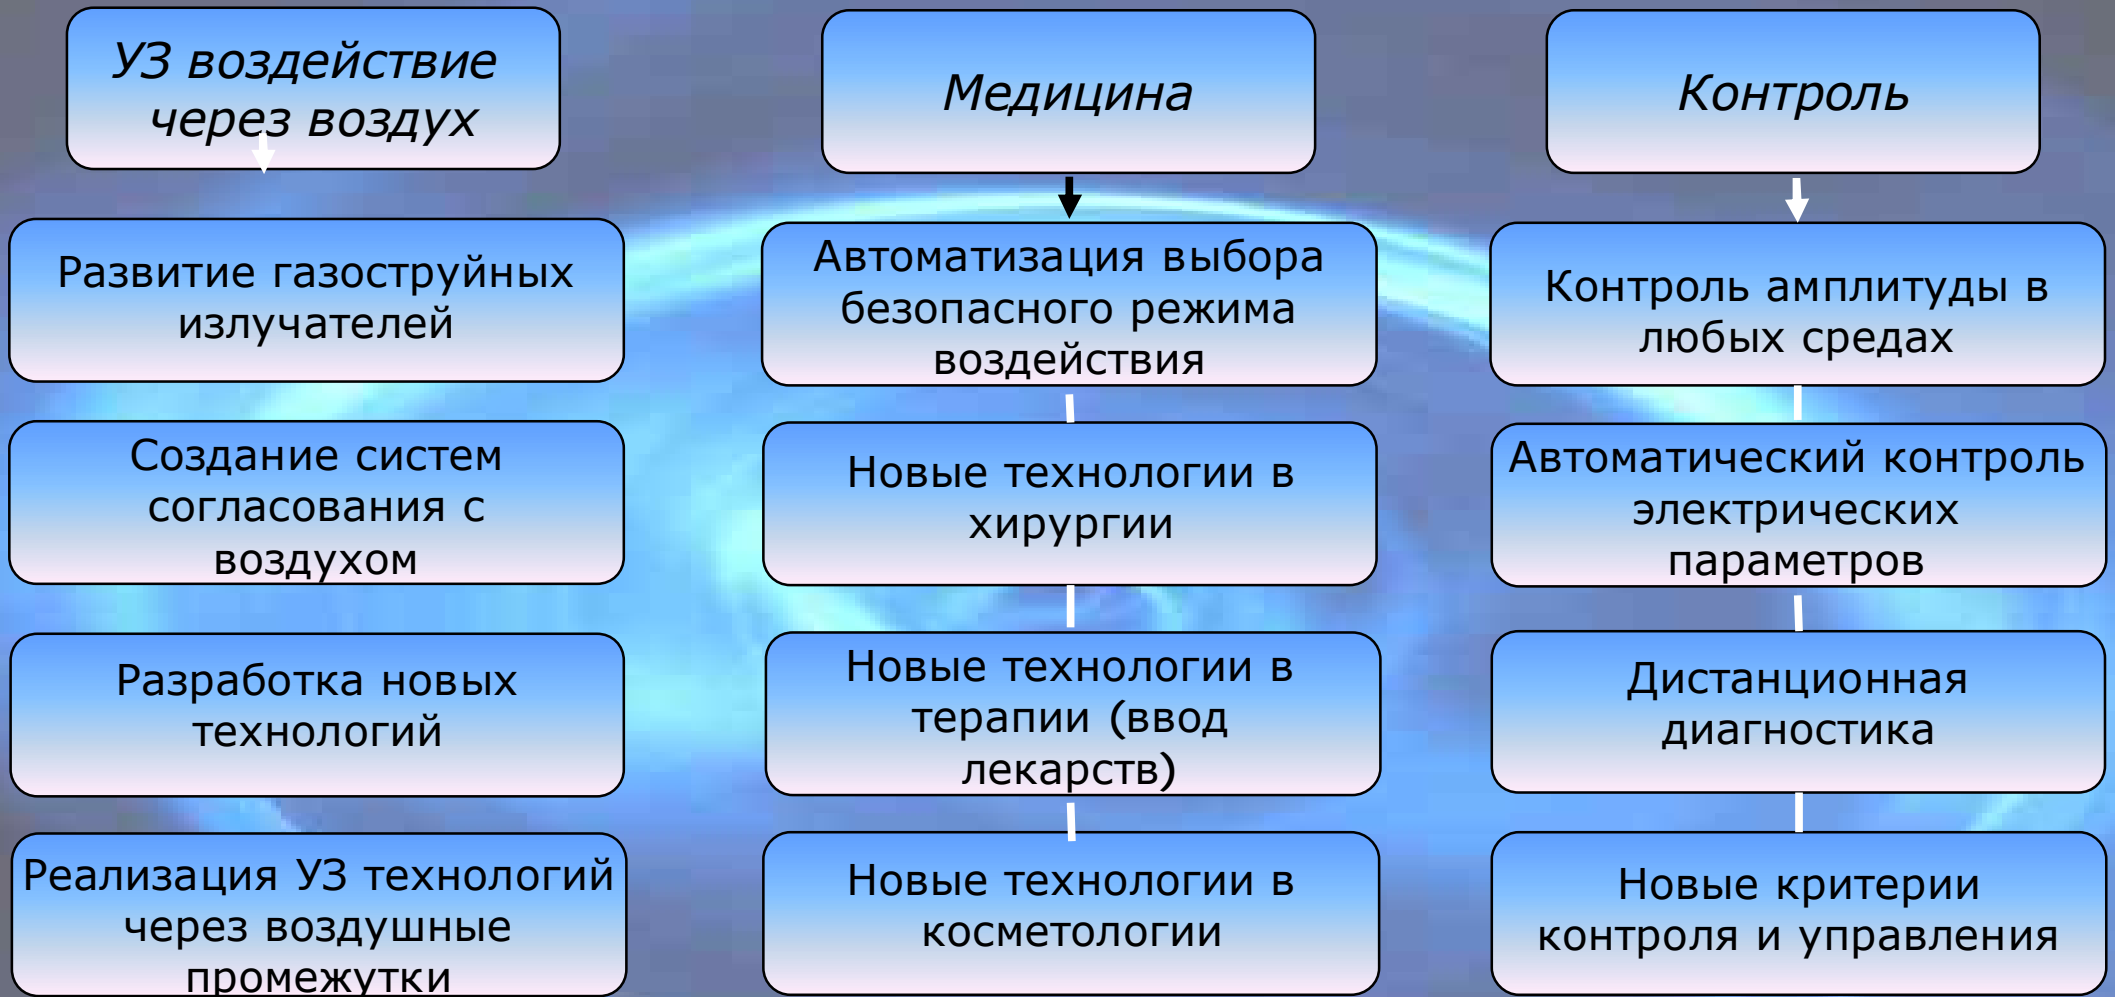 УЗ воздействие
через воздух
Развитие газоструйных
излучателей
Создание систем
согласования с
воздухом
Разработка новых
технологий
Реализация УЗ технологий
через воздушные
промежутки
Медицина
Автоматизация выбора
безопасного режима
воздействия
Новые технологии в
хирургии
Новые технологии в
терапии (ввод
лекарств)
Новые технологии в
косметологии
Контроль
Контроль амплитуды в
любых средах
Автоматический контроль
электрических
параметров
Дистанционная
диагностика
Новые критерии
контроля и управления